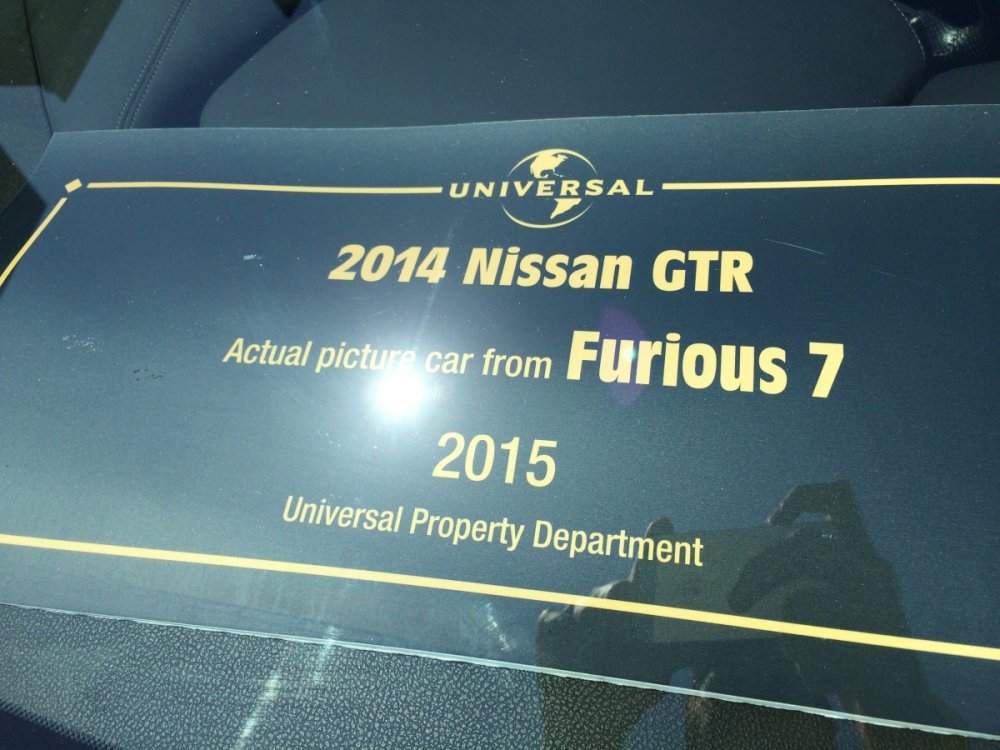 UNIVERSAL
2014 Nissan GTR
Actual picture car from Furious 7
2015
Universal Property Department